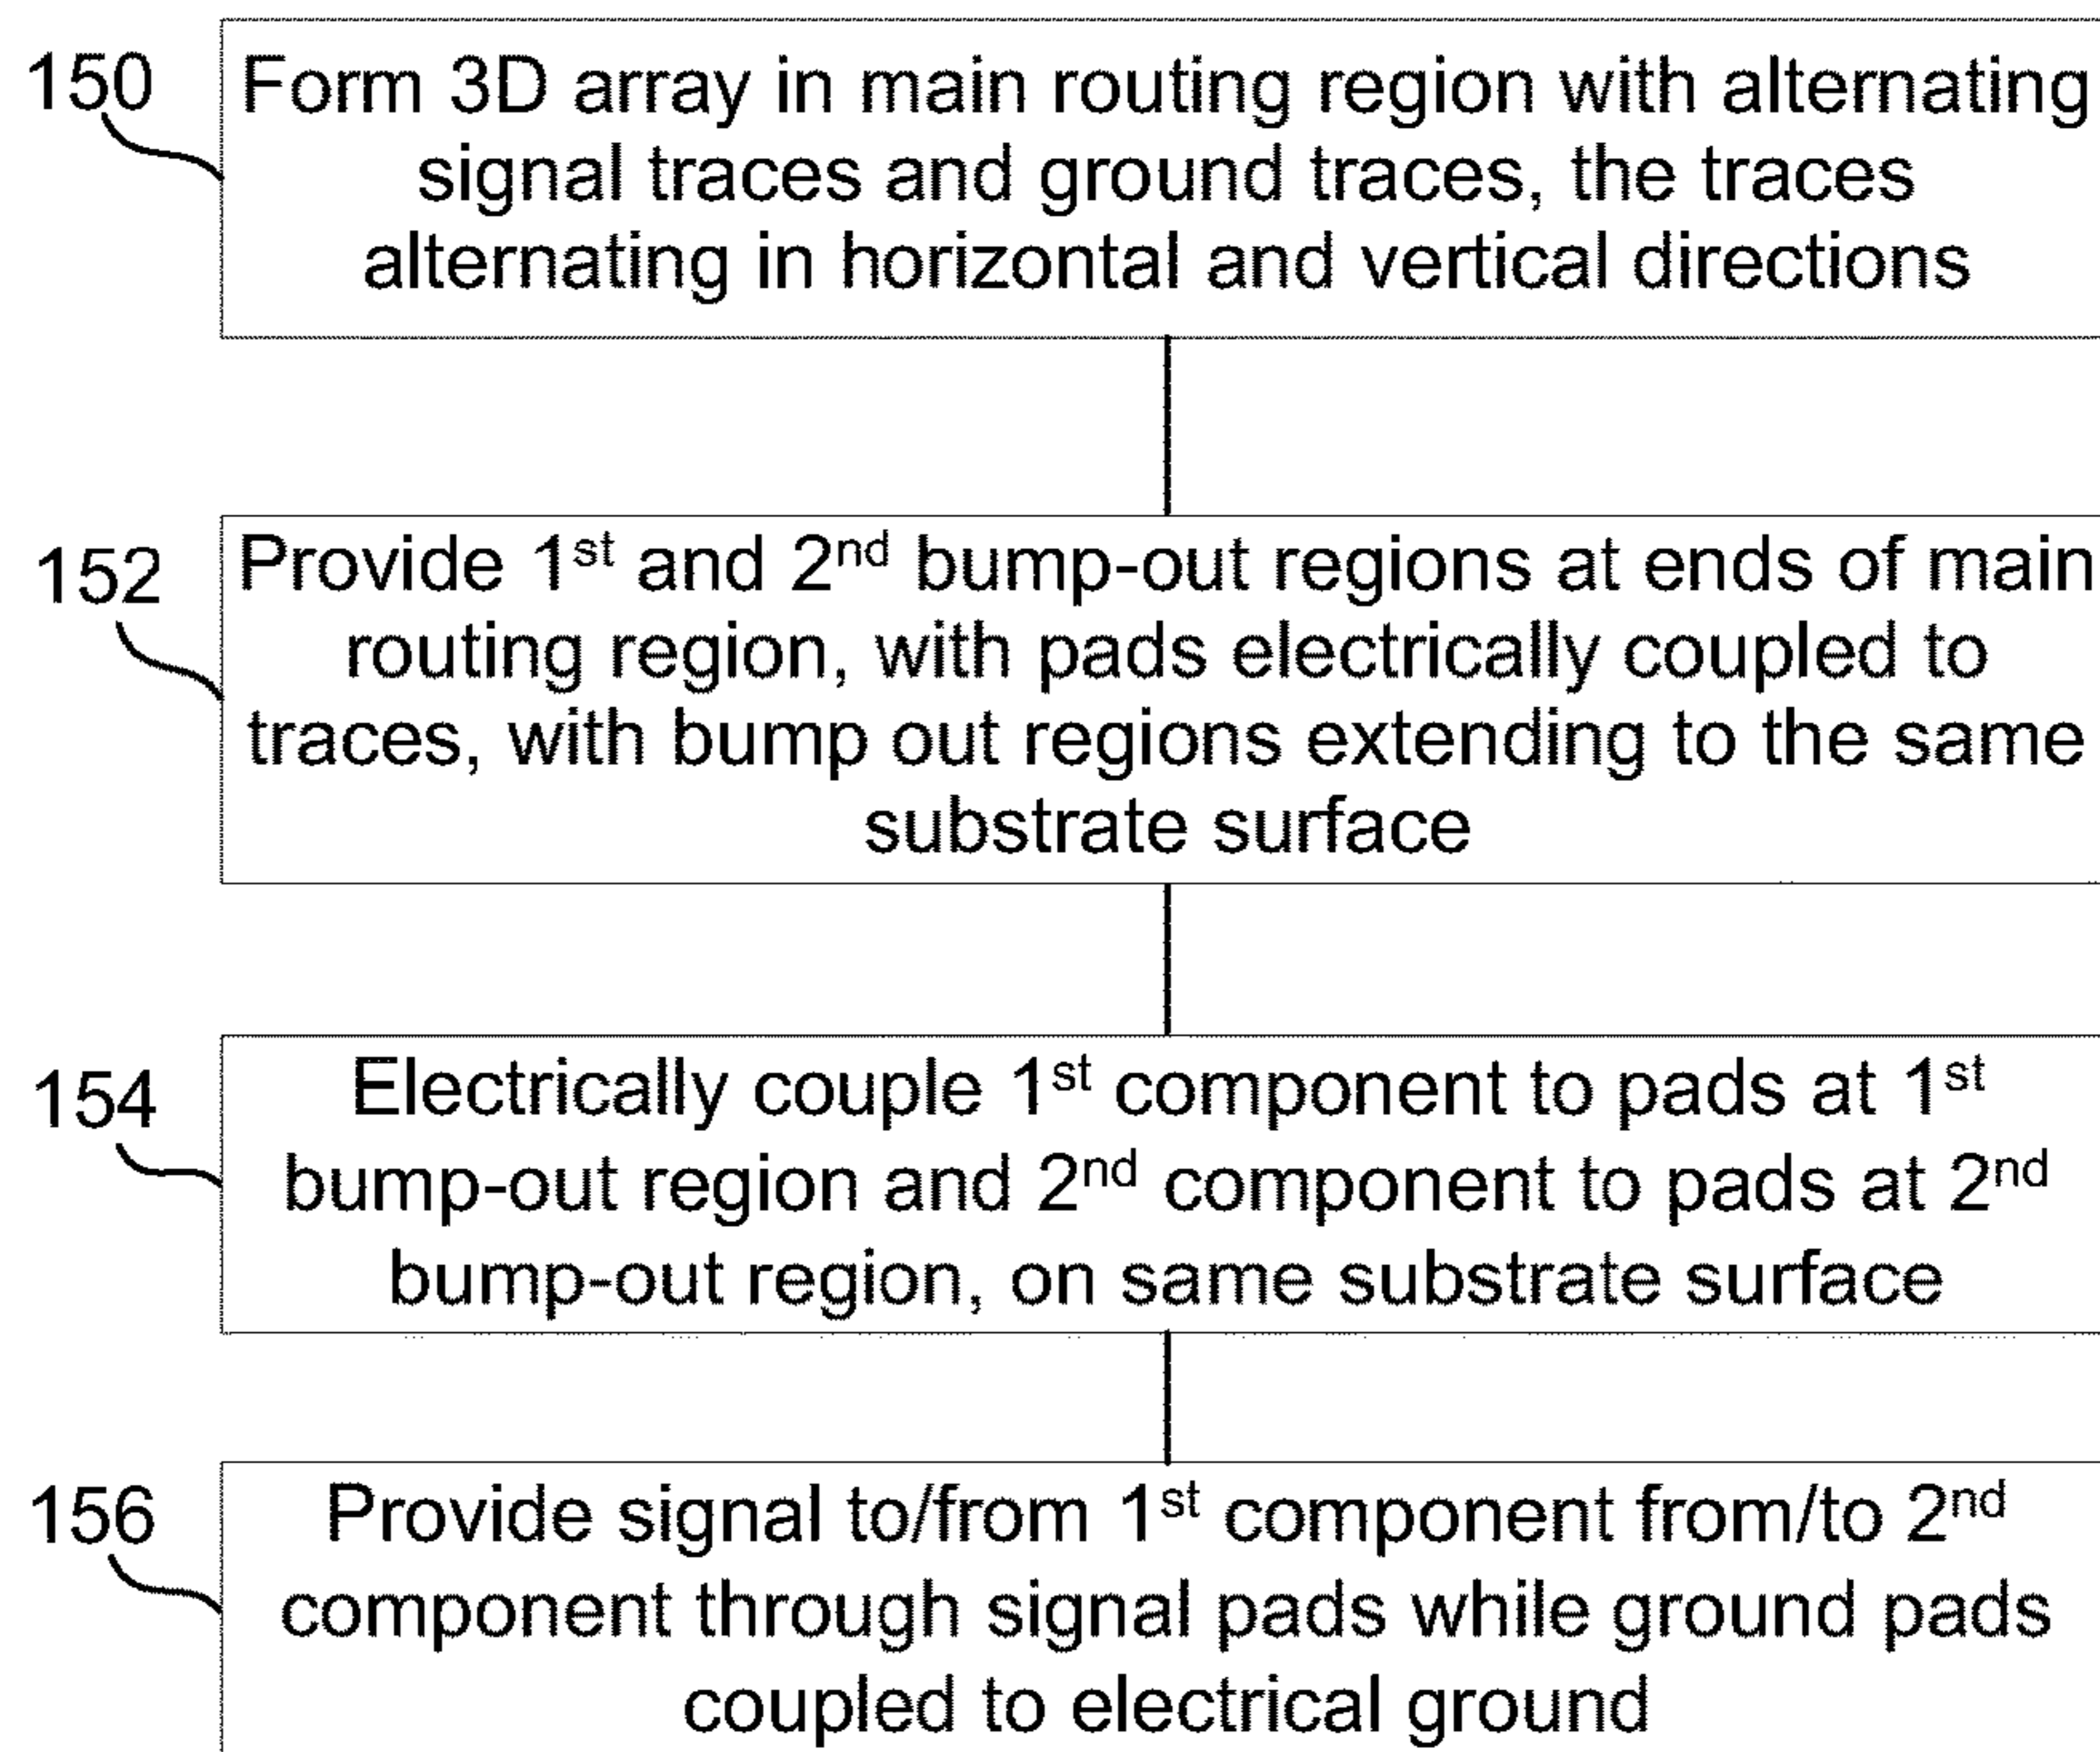 150
Form 3D array in main routing region with alternating
signal traces and ground traces, the traces
alternating in horizontal and vertical directions
152
Provide 1st and 2nd bump-out regions at ends of main
routing region, with pads electrically coupled to
traces, with bump out regions extending to the same
substrate surface
154
Electrically couple 1st component to pads at 1st
bump-out region and 2nd component to pads at 2nd
bump-out region, on same substrate surface
156
Provide signal to/from 1st component from/to 2nd
component through signal pads while ground pads
coupled to electrical ground